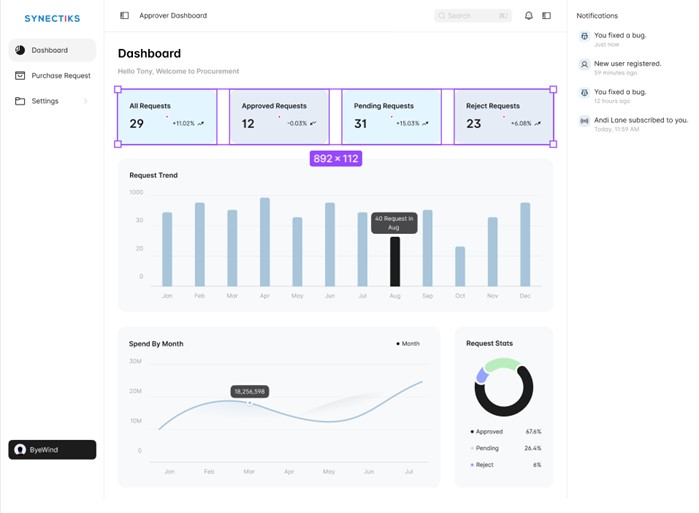 SYNECTIKS
Dashboard
Purchase Request
Settings
ByeWind
Approver Dashboard
Search
Dashboard
Hello Tony, Welcome to Procurement
All Requests
29
+11.02%
Approved Requests
12
-0.03%
Pending Requests
31
+15.03%
Reject Requests
23
+6.08%
892 × 112
Request Trend
1000
30
20
0
40 Request in
Aug
Jan Feb Mar Apr May Jun Jul Aug Sep Oct Nov Dec
Spend By Month
Month
30M
20M
10M
0
18,256,598
Jan Feb Mar Apr May Jun Jul
Request Stats
Approved 67.6%
Pending 26.4%
Reject 6%
Notifications
You fixed a bug.
Just now
New user registered.
59 minutes ago
You fixed a bug.
12 hours ago
Andi Lane subscribed to you.
Today, 11:59 AM